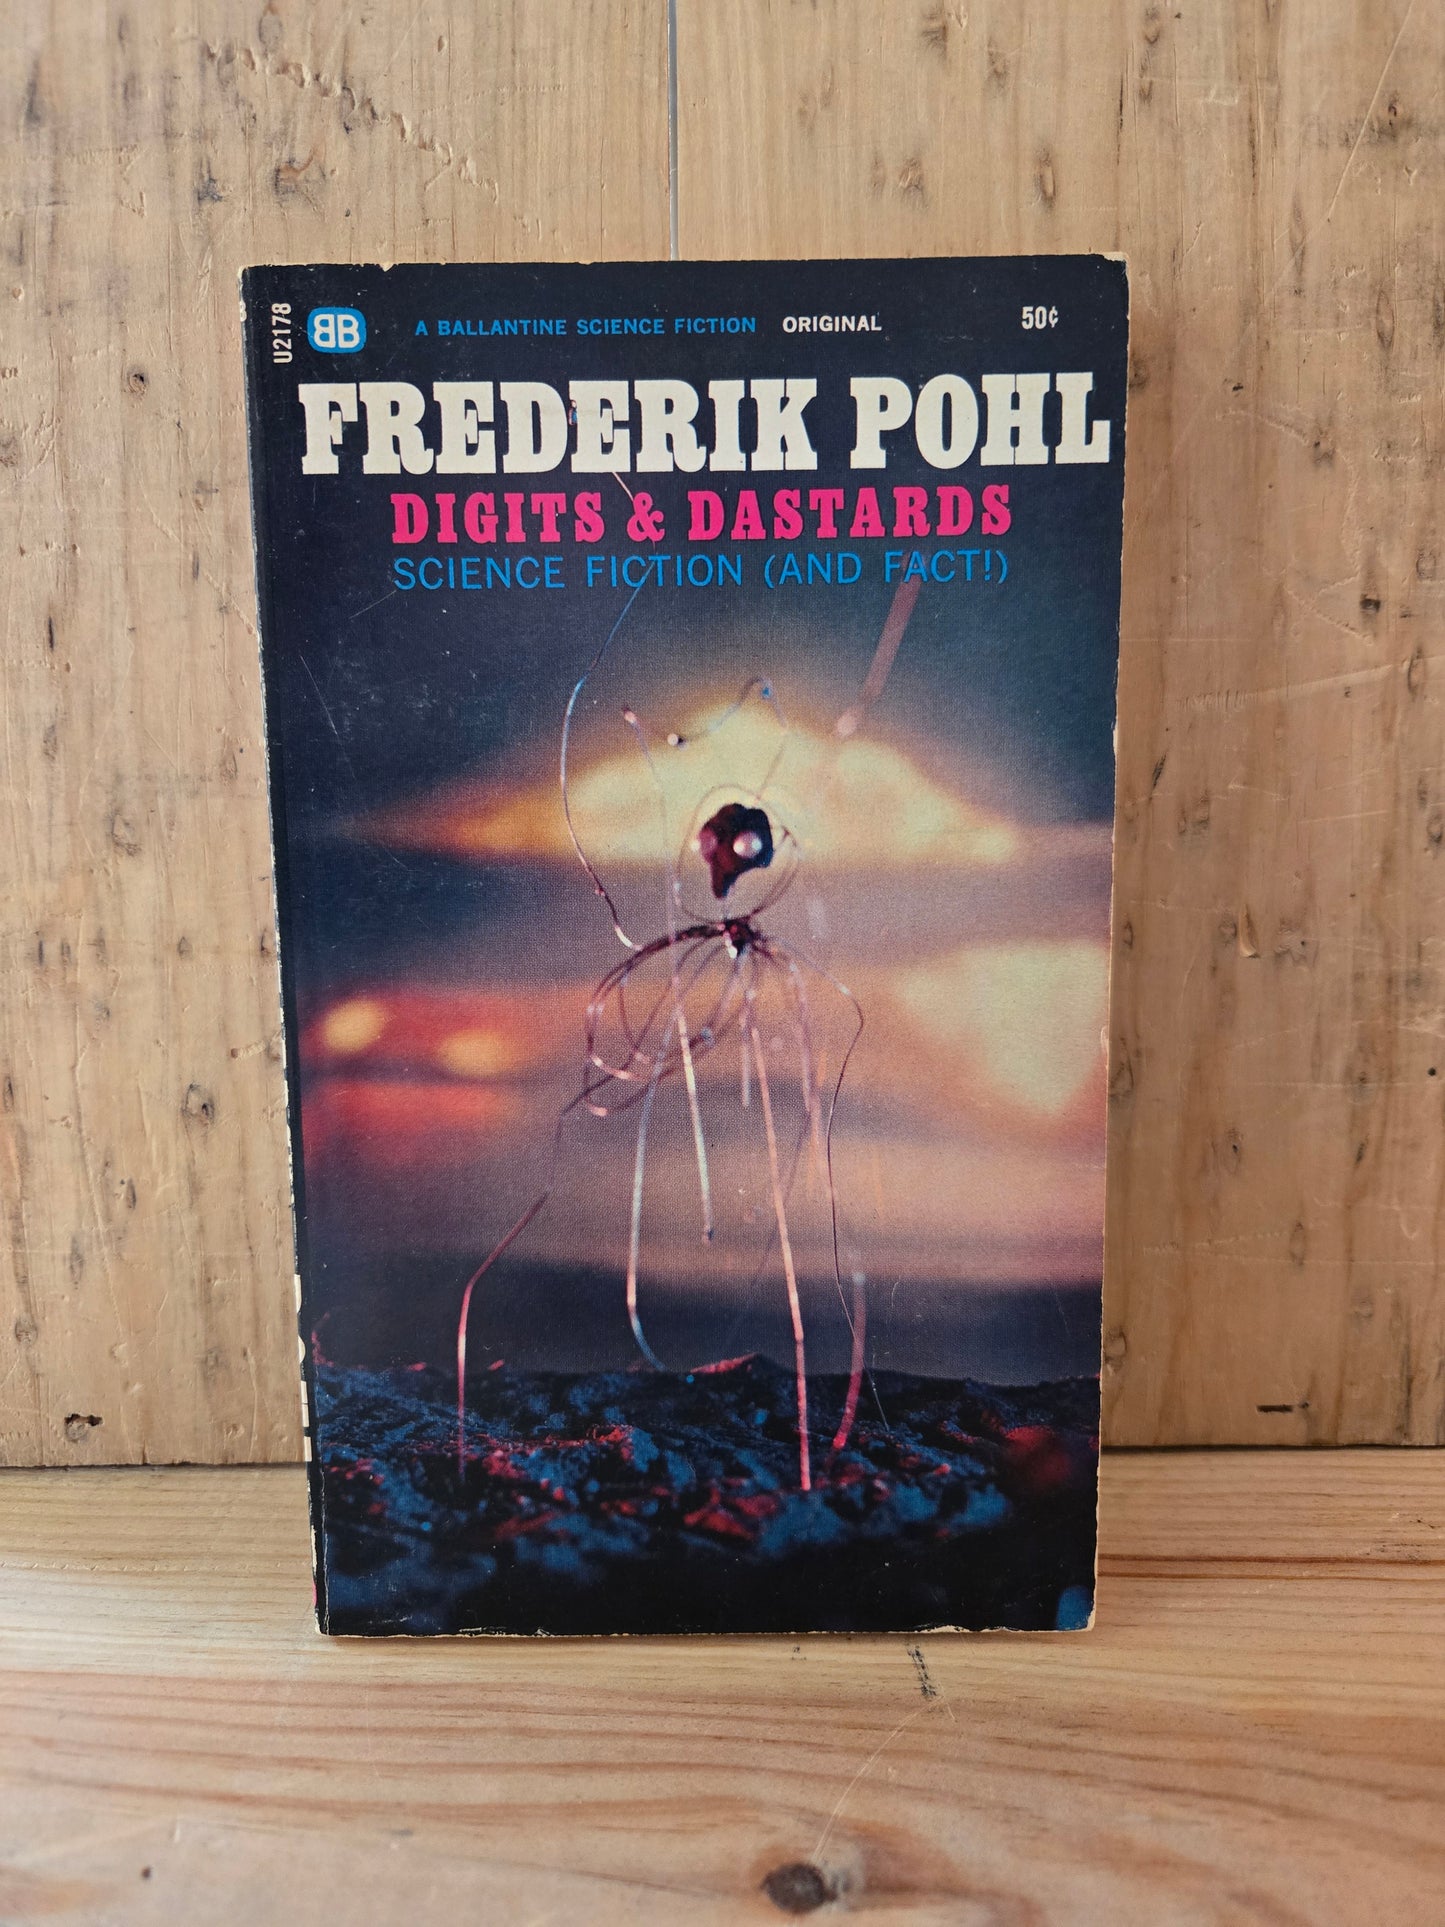 U2178
BB
A BALLANTINE SCIENCE FICTION ORIGINAL 50¢
FREDERIK POHL
DIGITS & DASTARDS
SCIENCE FICTION (AND FACT!)